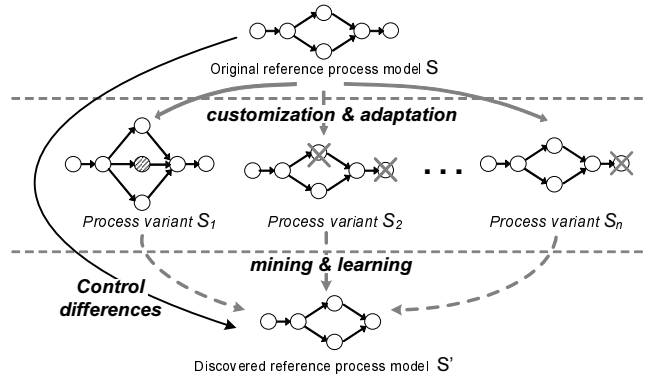 Original reference process model S
customization & adaptation
...
Process variant S1
Process variant S2
Process variant Sn
mining & learning
Control
differences
Discovered reference process model S'